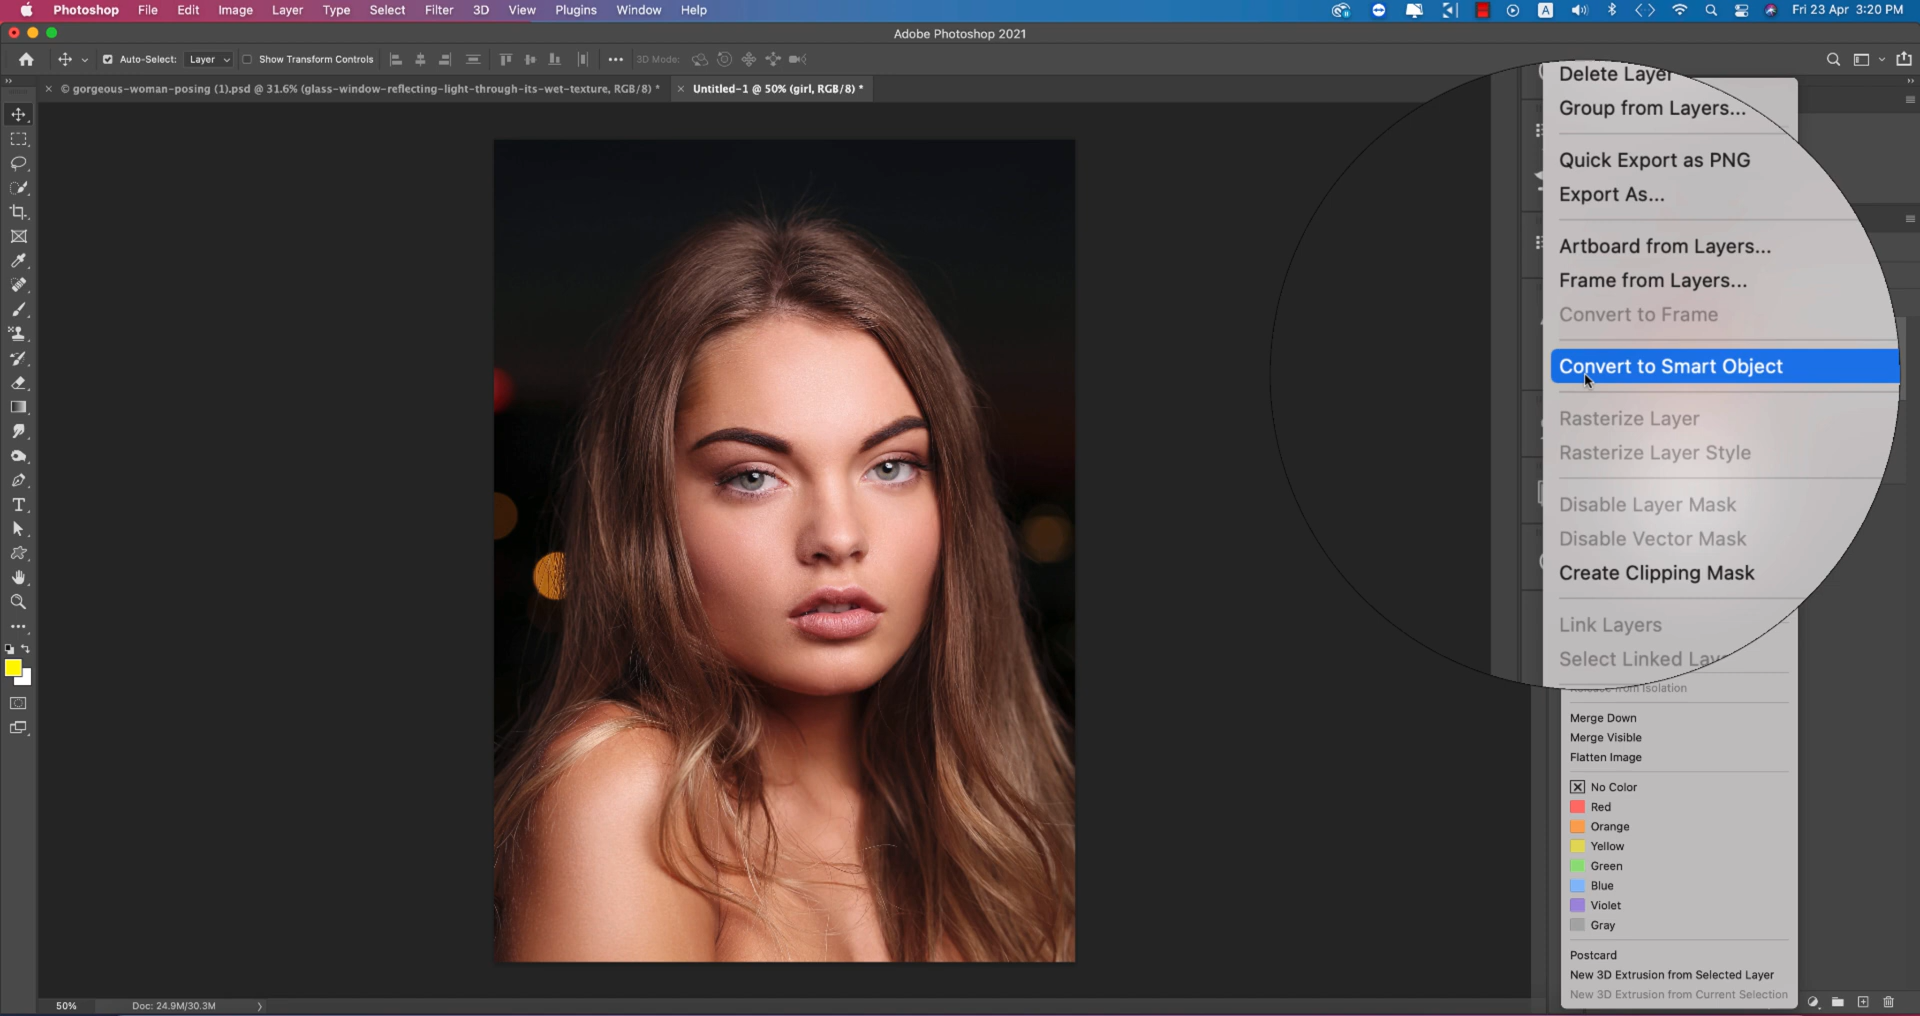 Photoshop File Edit Image Layer Type Select Filter 3D View Plugins Window Help A Fri 23 Apr 3:20 PM
Adobe Photoshop 2021
Auto-Select: Layer Show Transform Controls 3D Mode:
© gorgeous-woman-posing (1).psd @ 31.6% (glass-window-reflecting-light-through-its-wet-texture, RGB/8) *
Untitled-1 @ 50% (girl, RGB/8) *
Delete Layer
Group from Layers...
Quick Export as PNG
Export As...
Artboard from Layers...
Frame from Layers...
Convert to Frame
Convert to Smart Object
Rasterize Layer
Rasterize Layer Style
Disable Layer Mask
Disable Vector Mask
Create Clipping Mask
Link Layers
Select Linked
from Isolation
Merge Down
Merge Visible
Flatten Image
No Color
Red
Orange
Yellow
Green
Blue
Violet
Gray
Postcard
New 3D Extrusion from Selected Layer
New 3D Extrusion from Current Selection
50% Doc: 24.9M/30.3M